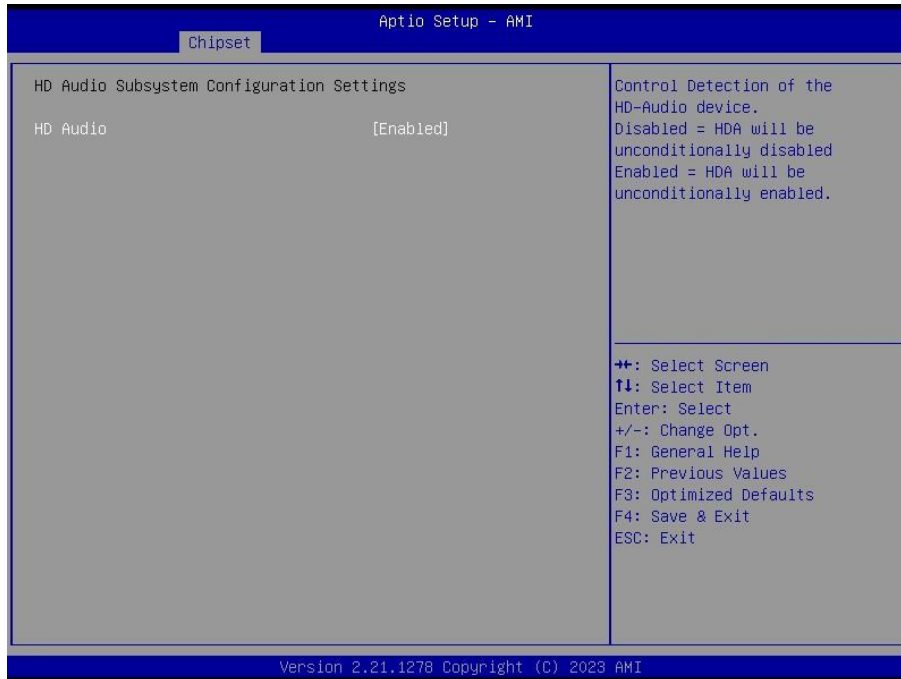 Aptio Setup – AMI
Chipset
HD Audio Subsystem Configuration Settings
HD Audio [Enabled]
Control Detection of the
HD-Audio device.
Disabled = HDA will be
unconditionally disabled
Enabled = HDA will be
unconditionally enabled.
→←: Select Screen
↑↓: Select Item
Enter: Select
+/-: Change Opt.
F1: General Help
F2: Previous Values
F3: Optimized Defaults
F4: Save & Exit
ESC: Exit
Version 2.21.1278 Copyright (C) 2023 AMI